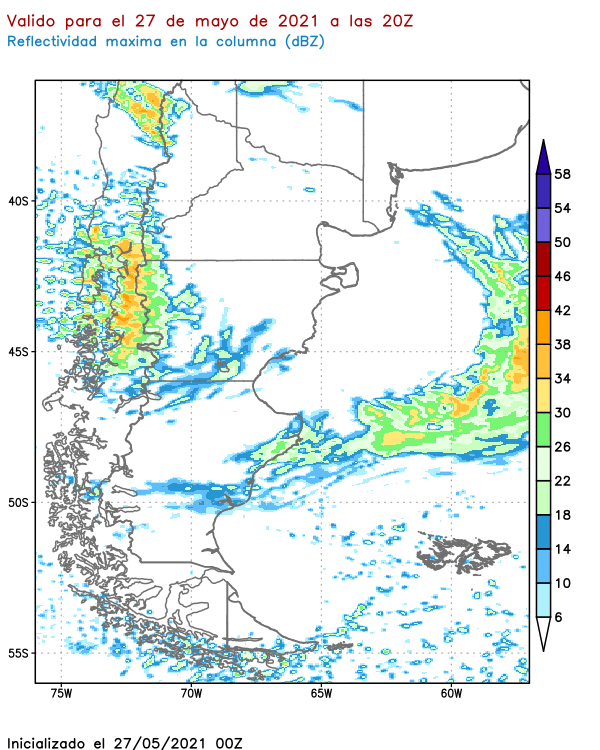 Valido para el 27 de mayo de 2021 a las 20Z
Reflectividad maxima en la columna (dBZ)
58
54
50
46
42
38
34
30
26
22
18
14
10
6
40S
45S
50S
55S
75W
70W
65W
60W
Inicializado el 27/05/2021 00Z